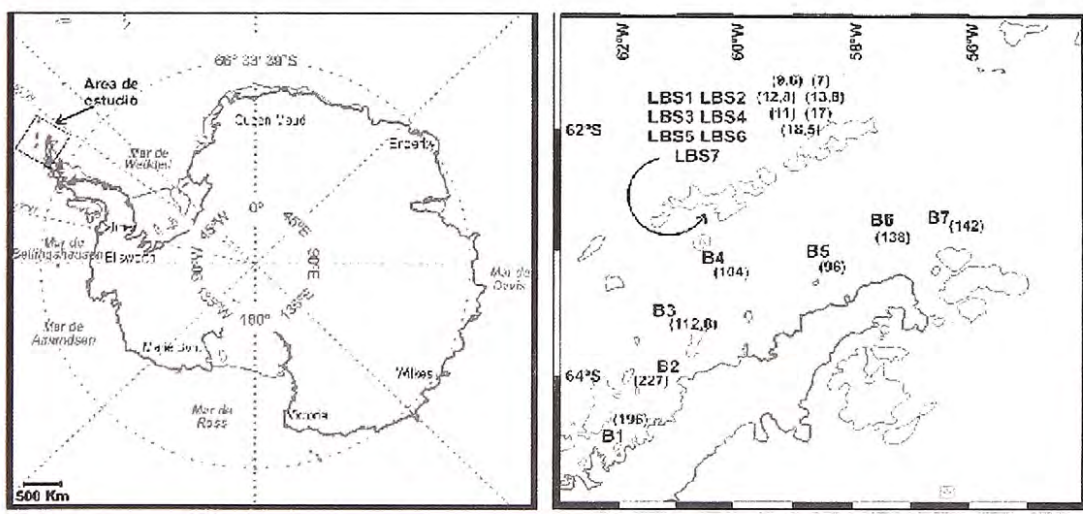 66° 33' 39"S
Area de
estudio
Queen Maud
Enderby
Mar de
0°
45°W
45°E
90°W
90°E
135°W
135°E
180°
Mar de
Bellingshausen
Ellswood
Mar de
Davis
Mar de
Amundsen
Marie
Wilkes
Mar de
Ross
Victoria
500 Km
62°W
60°W
58°W
56°W
62°S
64°S
(9.6) (7)
LBS1 LBS2 (12,8) (13,8)
LBS3 LBS4 (11) (17)
LBS5 LBS6 (18,5)
LBS7
B6
(138)
B7
(142)
B5
(96)
B4
(104)
B3
(112,8)
B2
(227)
(196)
B1